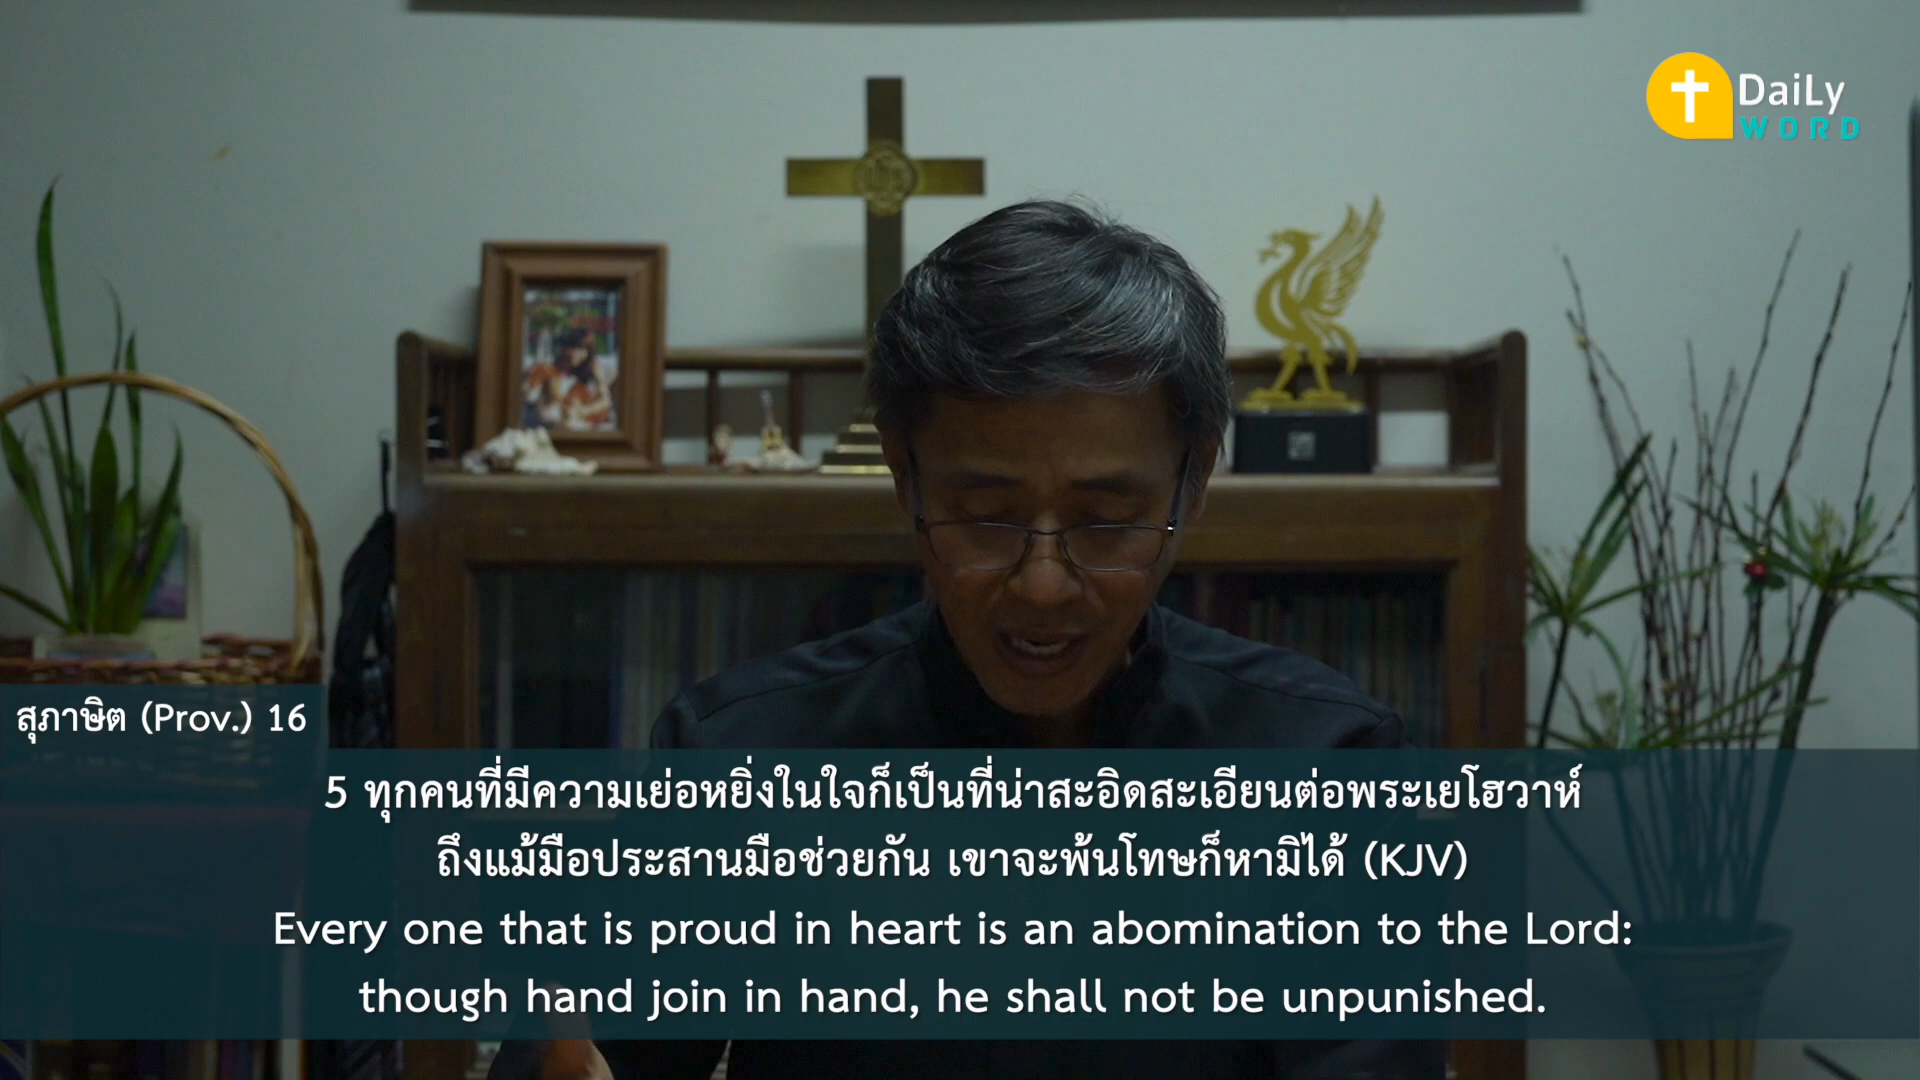 DaiLy
WORD
สุภาษิต (Prov.) 16
5 ทุกคนที่มีความเย่อหยิ่งในใจก็เป็นที่น่าสะอิดสะเอียนต่อพระเยโฮวาห์
ถึงแม้มือประสานมือช่วยกัน เขาจะพ้นโทษก็หามิได้ (KJV)
Every one that is proud in heart is an abomination to the Lord:
though hand join in hand, he shall not be unpunished.